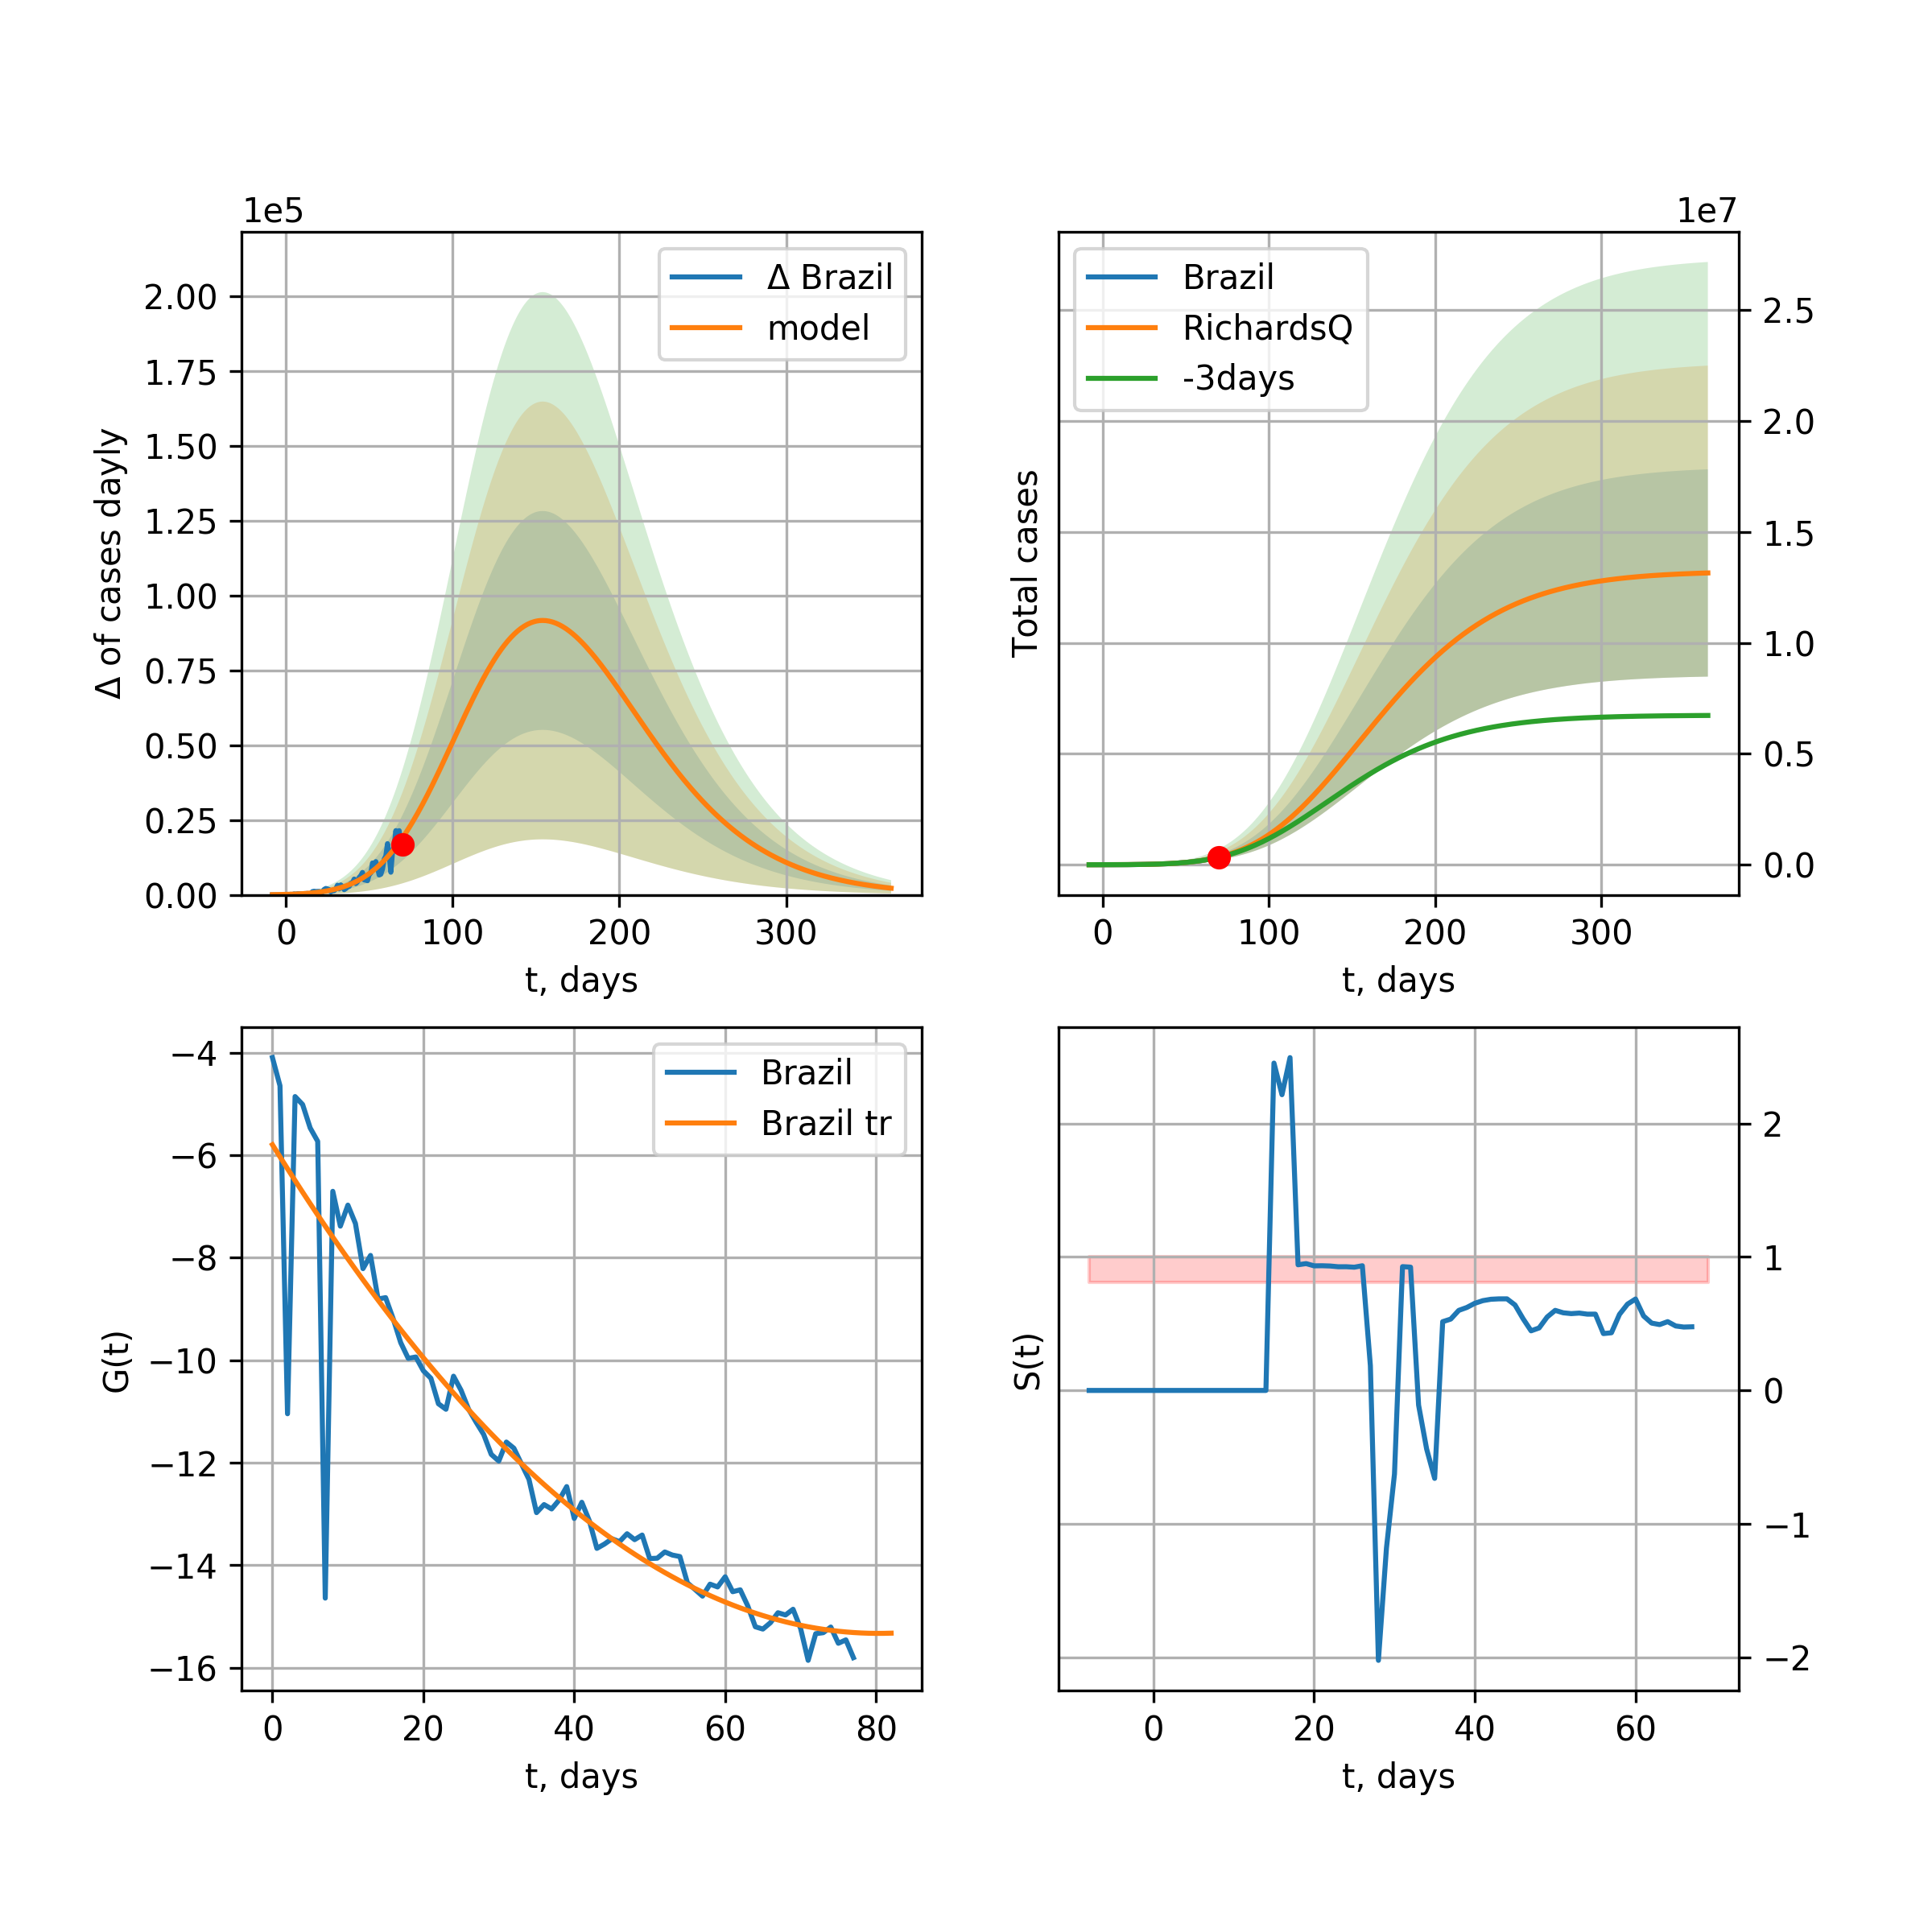 1e5
Δ of cases dayly
2.00
1.75
1.50
1.25
1.00
0.75
0.50
0.25
0.00
Δ Brazil
model
0 100 200 300
t, days
1e7
Total cases
Brazil
RichardsQ
-3days
2.5
2.0
1.5
1.0
0.5
0.0
0 100 200 300
t, days
G(t)
−4
−6
−8
−10
−12
−14
−16
Brazil
Brazil tr
0 20 40 60 80
t, days
S(t)
2
1
0
−1
−2
0 20 40 60
t, days